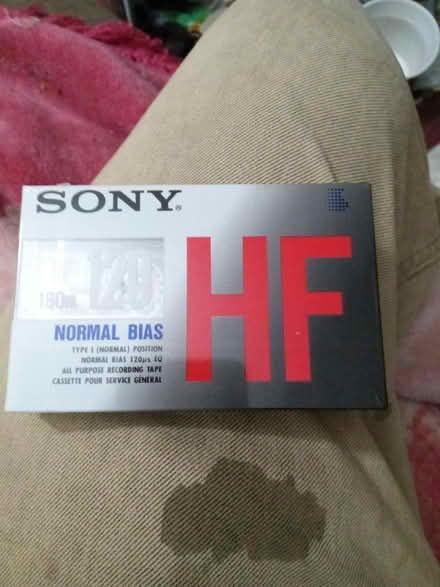 SONY®
HF
120
180m
NORMAL BIAS
TYPE I (NORMAL) POSITION
NORMAL BIAS 120µs EQ
ALL PURPOSE RECORDING TAPE
CASSETTE POUR SERVICE GÉNÉRAL